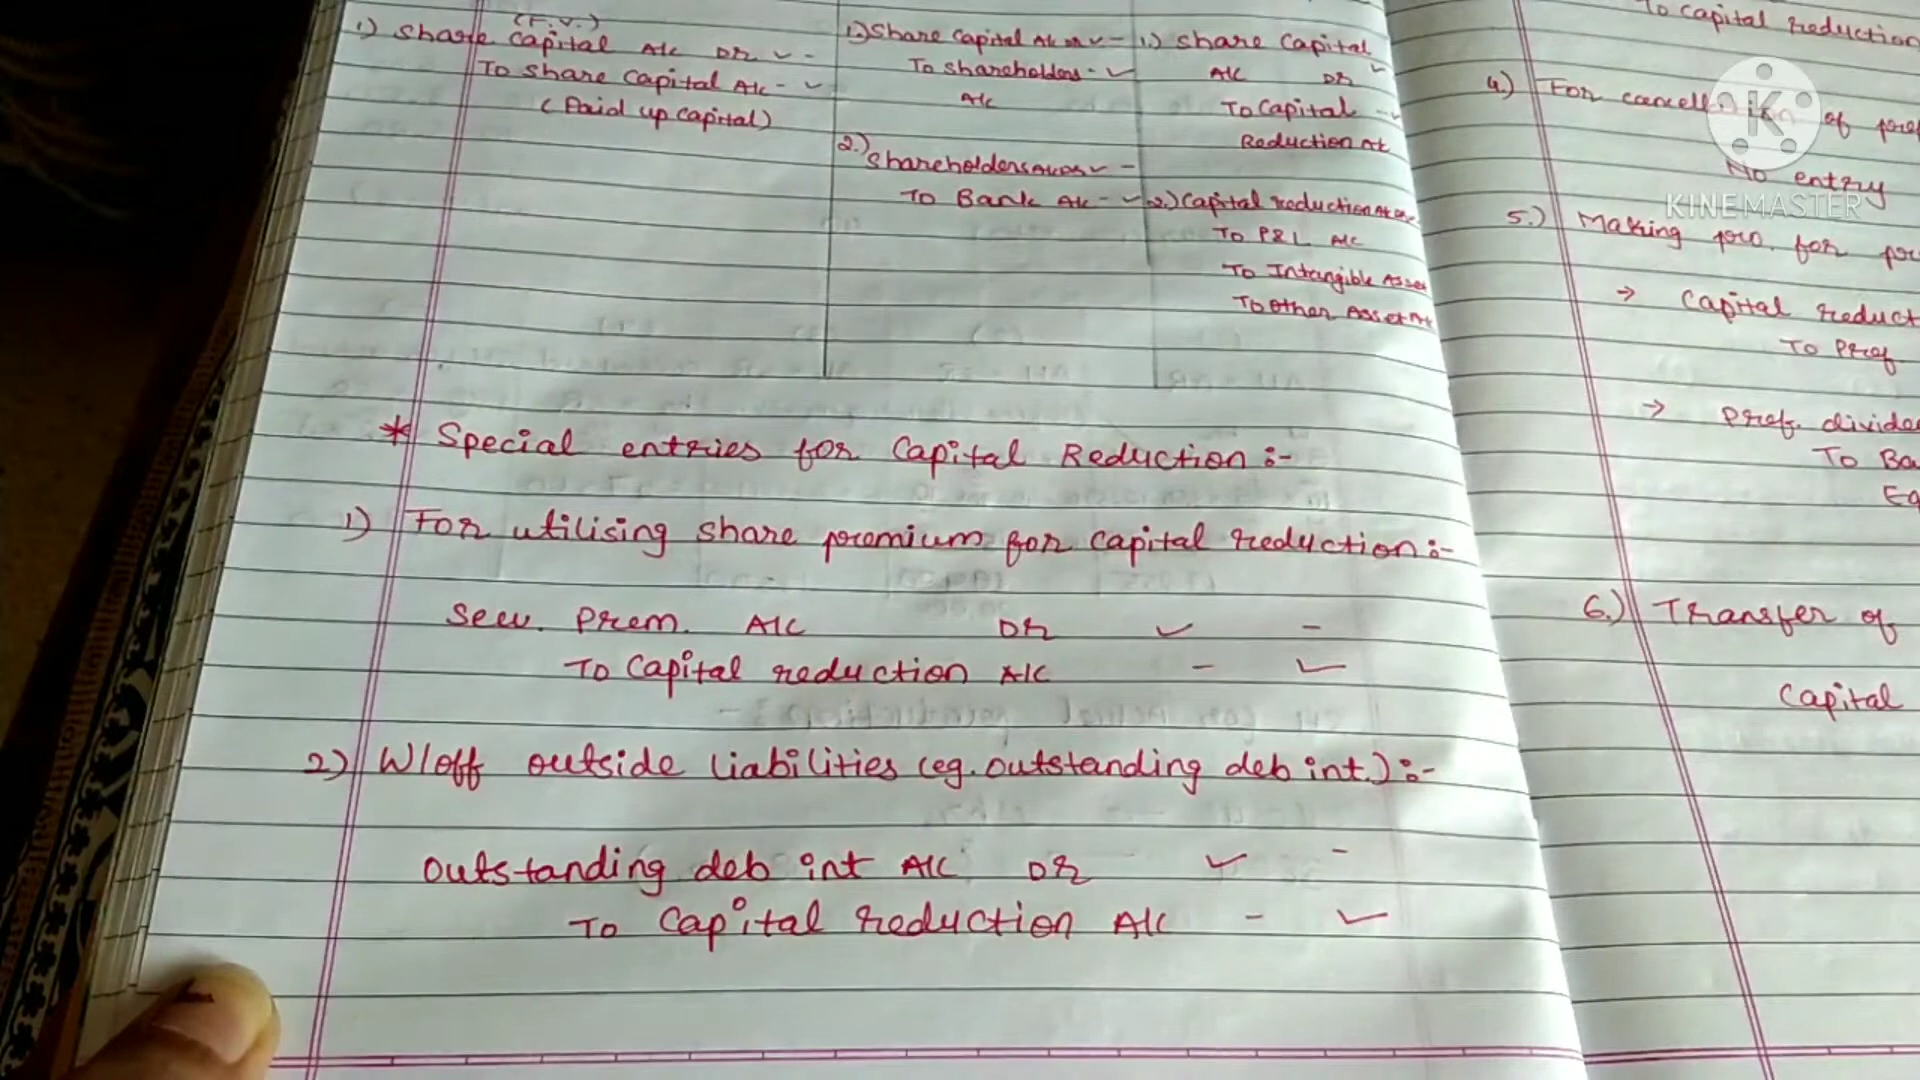 (F.V.)
1) Share Capital A/c DR ✓ -
To Share Capital A/c - ✓
(Paid up capital)
1.) Share Capital A/c DR ✓ -
To Shareholders - ✓
A/c
2.) Shareholders A/c DR ✓ -
To Bank A/c - ✓
1.) Share Capital
A/c DR ✓
To Capital - ✓
Reduction A/c
2.) Capital reduction A/c DR
To P&L A/c
To Intangible Asset
To Other Asset A/c
* Special entries for Capital Reduction :-
1) For utilising share premium for capital reduction :-
Secu. Prem. A/C DR ✓ -
To Capital reduction A/c - ✓
2) W/off outside liabilities (eg. outstanding deb int.) :-
Outstanding deb int A/C DR ✓ -
To Capital reduction A/c - ✓
To capital reduction
4.) For of pref
No entry
5.) Making pro. for pre
→ Capital reduct
To Pref
→ Pref. divide
To Ba
Eq
6.) Transfer of
Capital
K
KINEMASTER